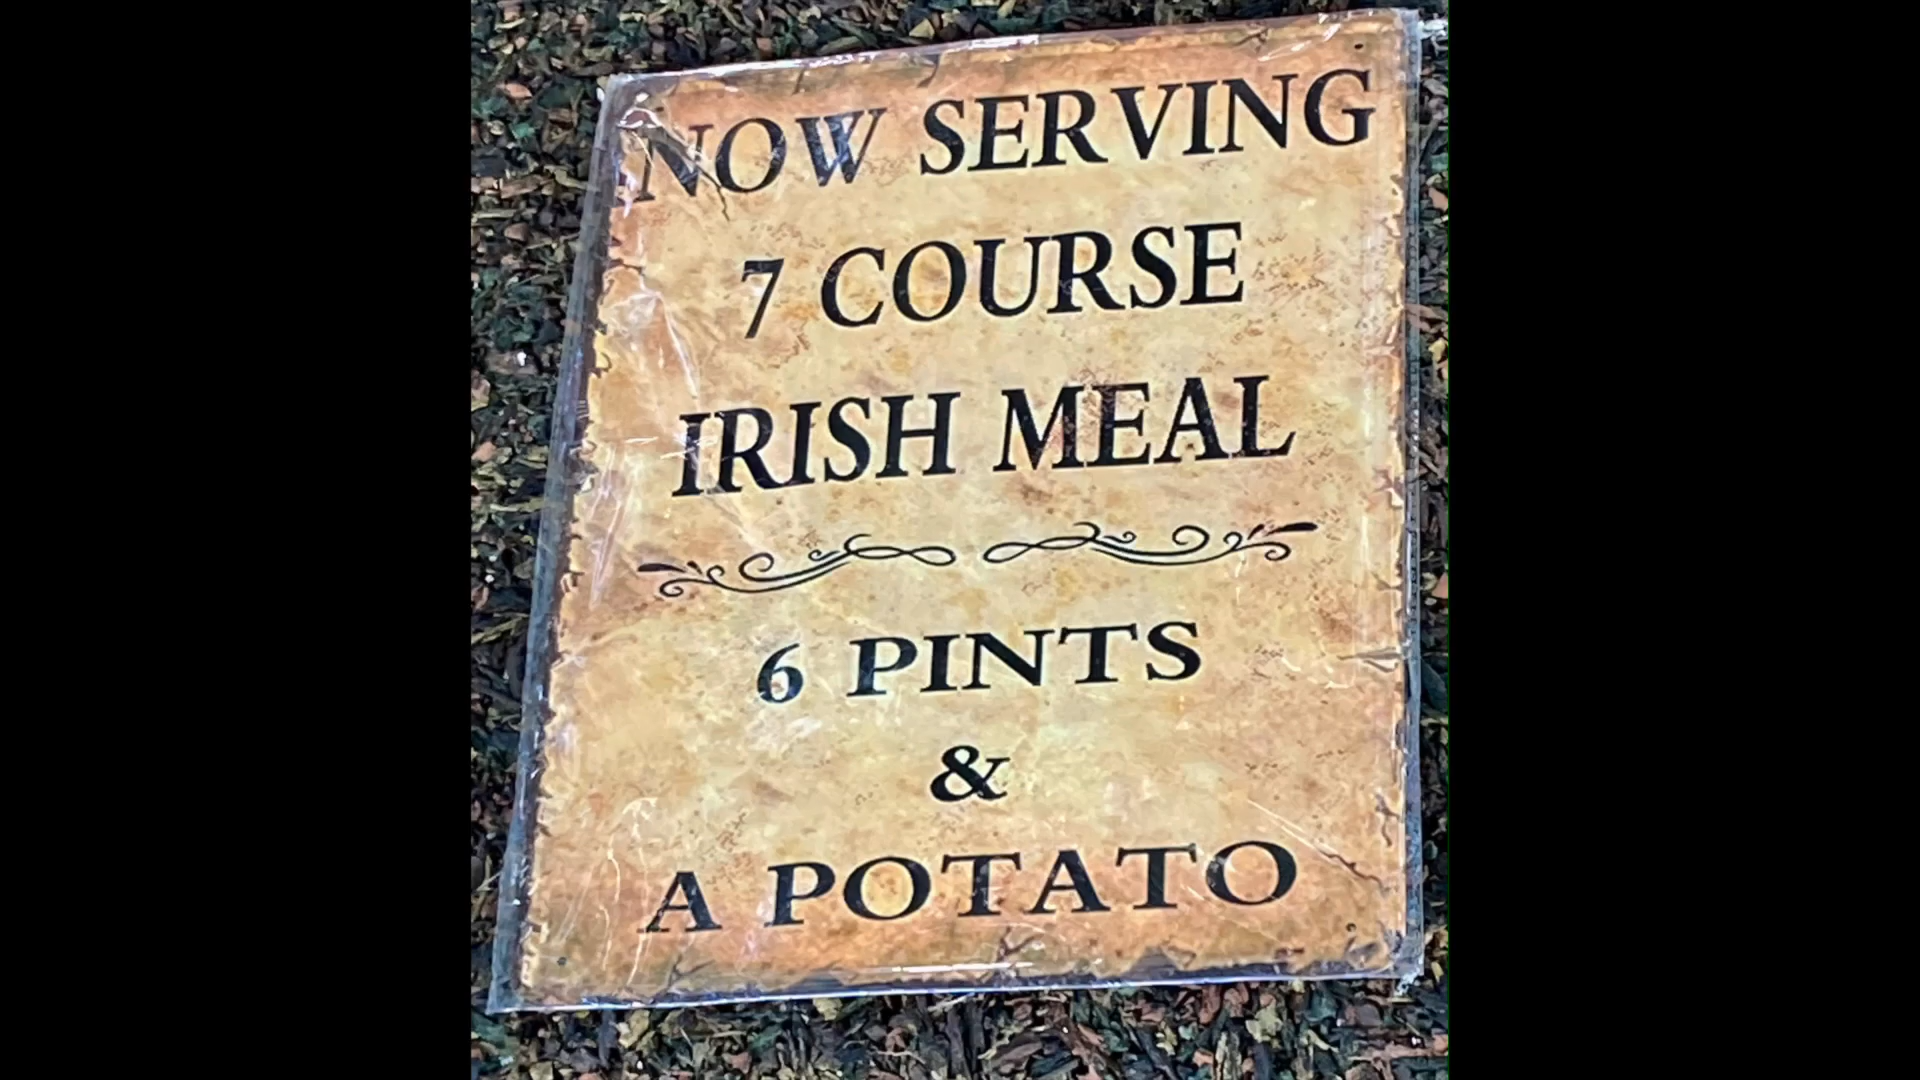 NOW SERVING
7 COURSE
IRISH MEAL
6 PINTS
&
A POTATO